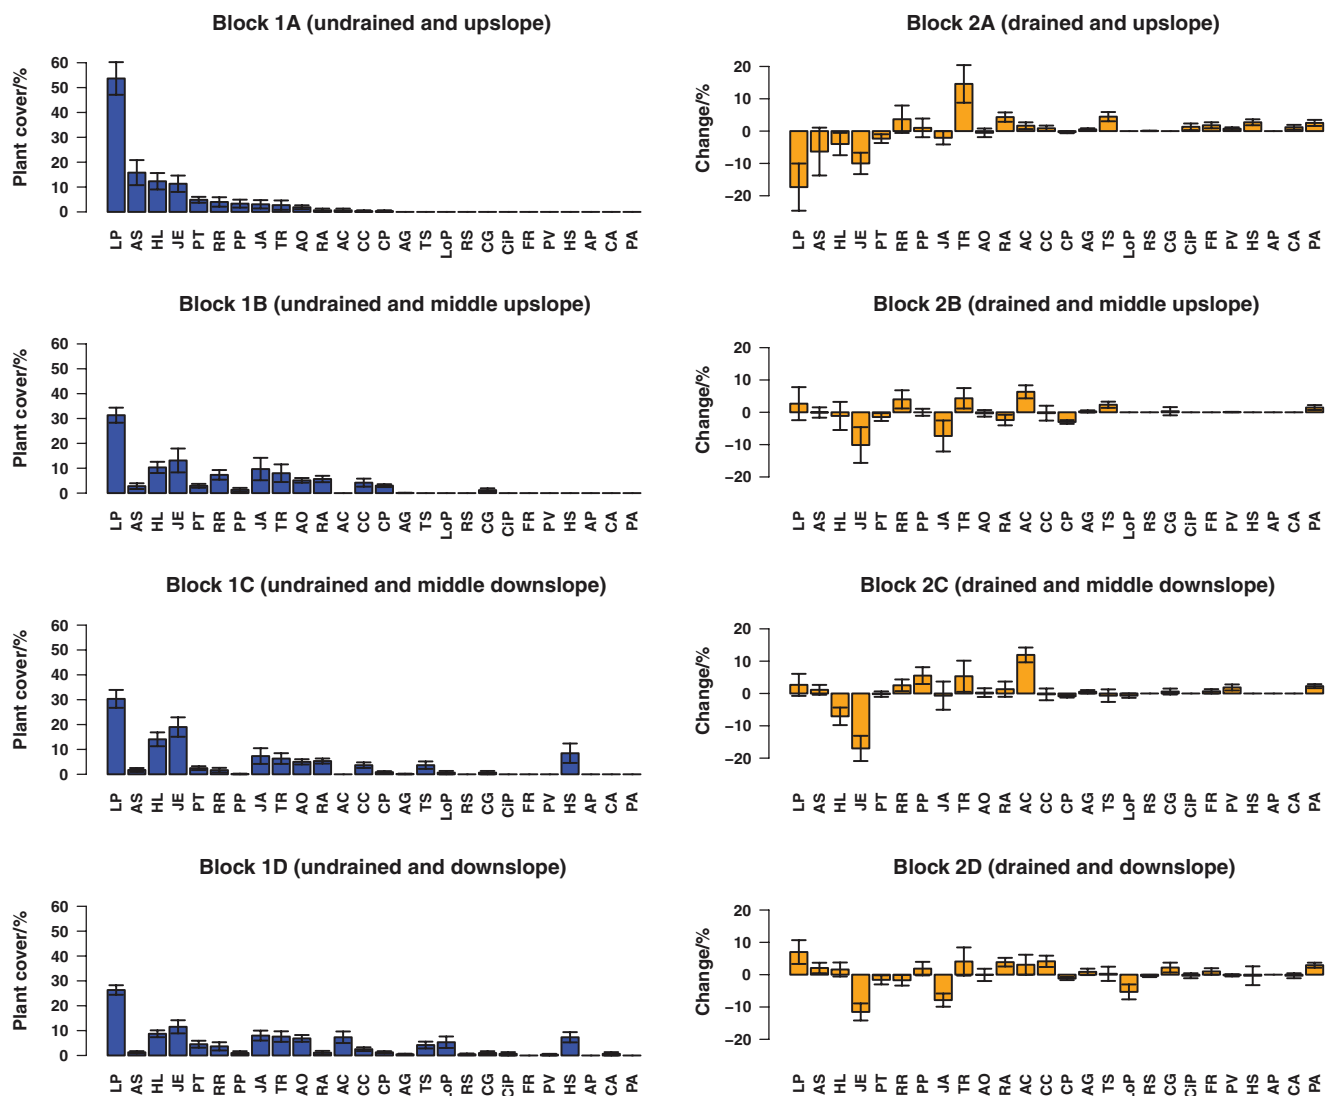 Block 1A (undrained and upslope)
Plant cover/%
60
50
40
30
20
10
0
LP AS HL JE PT RR PP JA TR AO RA AC CC CP AG TS LoP RS CG CiP FR PV HS AP CA PA
Block 2A (drained and upslope)
Change/%
20
10
0
−10
−20
LP AS HL JE PT RR PP JA TR AO RA AC CC CP AG TS LoP RS CG CiP FR PV HS AP CA PA
Block 1B (undrained and middle upslope)
Plant cover/%
60
50
40
30
20
10
0
LP AS HL JE PT RR PP JA TR AO RA AC CC CP AG TS LoP RS CG CiP FR PV HS AP CA PA
Block 2B (drained and middle upslope)
Change/%
20
10
0
−10
−20
LP AS HL JE PT RR PP JA TR AO RA AC CC CP AG TS LoP RS CG CiP FR PV HS AP CA PA
Block 1C (undrained and middle downslope)
Plant cover/%
60
50
40
30
20
10
0
LP AS HL JE PT RR PP JA TR AO RA AC CC CP AG TS LoP RS CG CiP FR PV HS AP CA PA
Block 2C (drained and middle downslope)
Change/%
20
10
0
−10
−20
LP AS HL JE PT RR PP JA TR AO RA AC CC CP AG TS LoP RS CG CiP FR PV HS AP CA PA
Block 1D (undrained and downslope)
Plant cover/%
60
50
40
30
20
10
0
LP AS HL JE PT RR PP JA TR AO RA AC CC CP AG TS LoP RS CG CiP FR PV HS AP CA PA
Block 2D (drained and downslope)
Change/%
20
10
0
−10
−20
LP AS HL JE PT RR PP JA TR AO RA AC CC CP AG TS LoP RS CG CiP FR PV HS AP CA PA